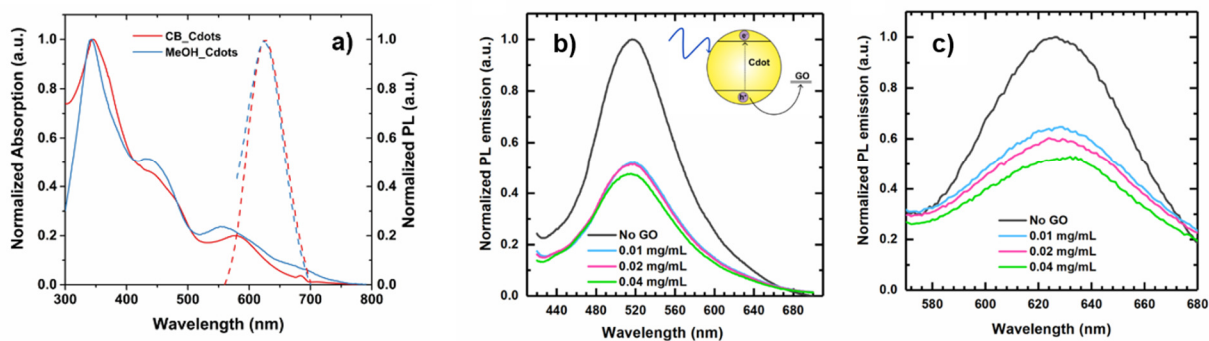 a)
CB_Cdots
MeOH_Cdots
Normalized Absorption (a.u.)
1.0
0.8
0.6
0.4
0.2
0.0
Normalized PL (a.u.)
1.0
0.8
0.6
0.4
0.2
0.0
300 400 500 600 700 800
Wavelength (nm)
b)
Normalized PL emission (a.u.)
1.0
0.8
0.6
0.4
0.2
0.0
Cdot
GO
No GO
0.01 mg/mL
0.02 mg/mL
0.04 mg/mL
440 480 520 560 600 640 680
Wavelength (nm)
c)
Normalized PL emission (a.u.)
1.0
0.8
0.6
0.4
0.2
0.0
No GO
0.01 mg/mL
0.02 mg/mL
0.04 mg/mL
580 600 620 640 660 680
Wavelength (nm)